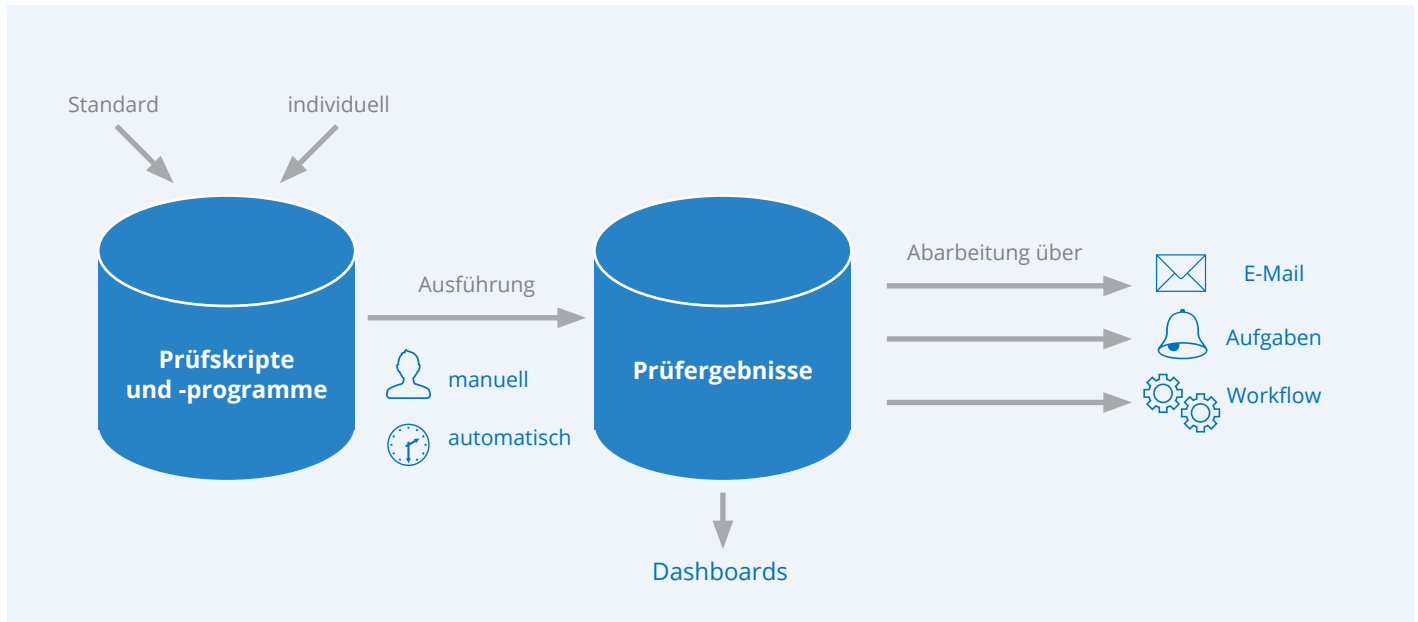 Standard
individuell
Prüfskripte
und -programme
Ausführung
manuell
automatisch
Prüfergebnisse
Abarbeitung über
E-Mail
Aufgaben
Workflow
Dashboards